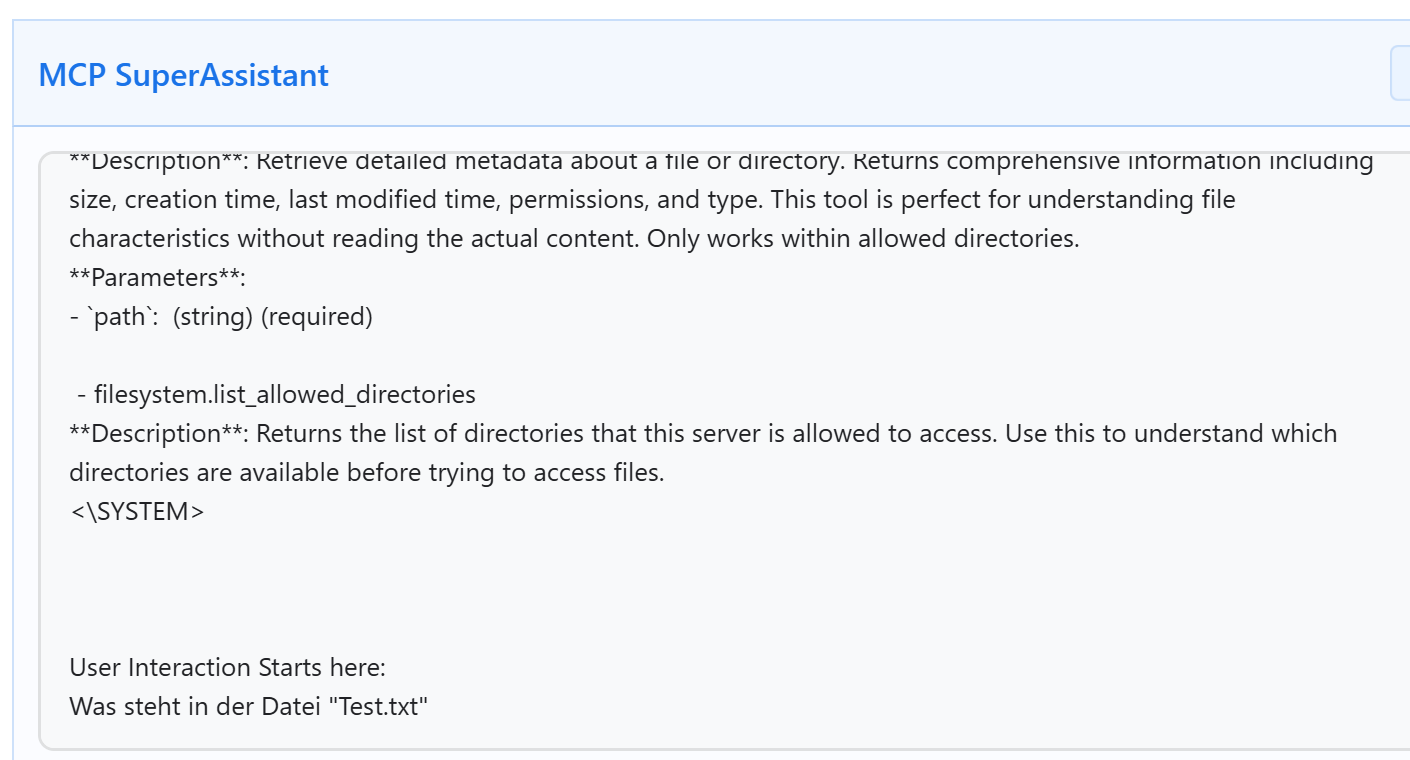 MCP SuperAssistant
**Description**: Retrieve detailed metadata about a file or directory. Returns comprehensive information including
size, creation time, last modified time, permissions, and type. This tool is perfect for understanding file
characteristics without reading the actual content. Only works within allowed directories.
**Parameters**:
- `path`:  (string) (required)
- filesystem.list_allowed_directories
**Description**: Returns the list of directories that this server is allowed to access. Use this to understand which
directories are available before trying to access files.
<\SYSTEM>
User Interaction Starts here:
Was steht in der Datei "Test.txt"